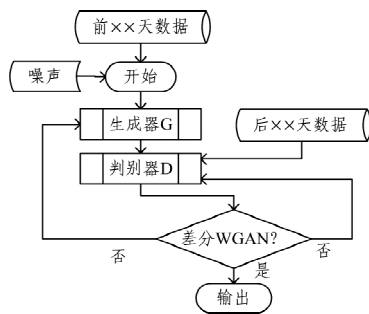 前××天数据
噪声
开始
生成器G
后××天数据
判别器D
差分WGAN?
否
否
是
输出